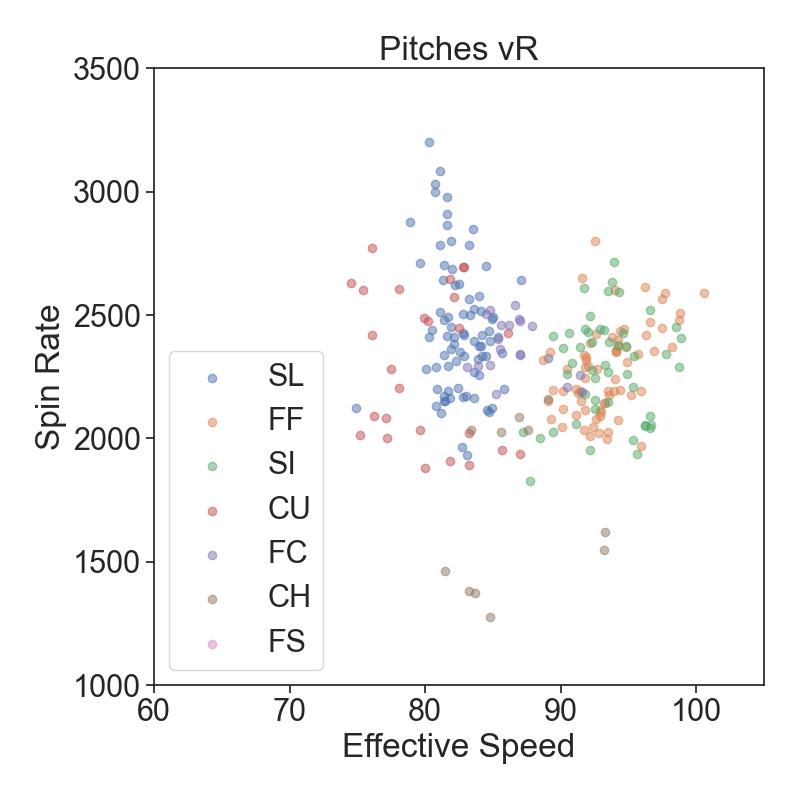 Pitches vR
3500
3000
2500
2000
1500
1000
Spin Rate
SL
FF
SI
CU
FC
CH
FS
60 70 80 90 100
Effective Speed